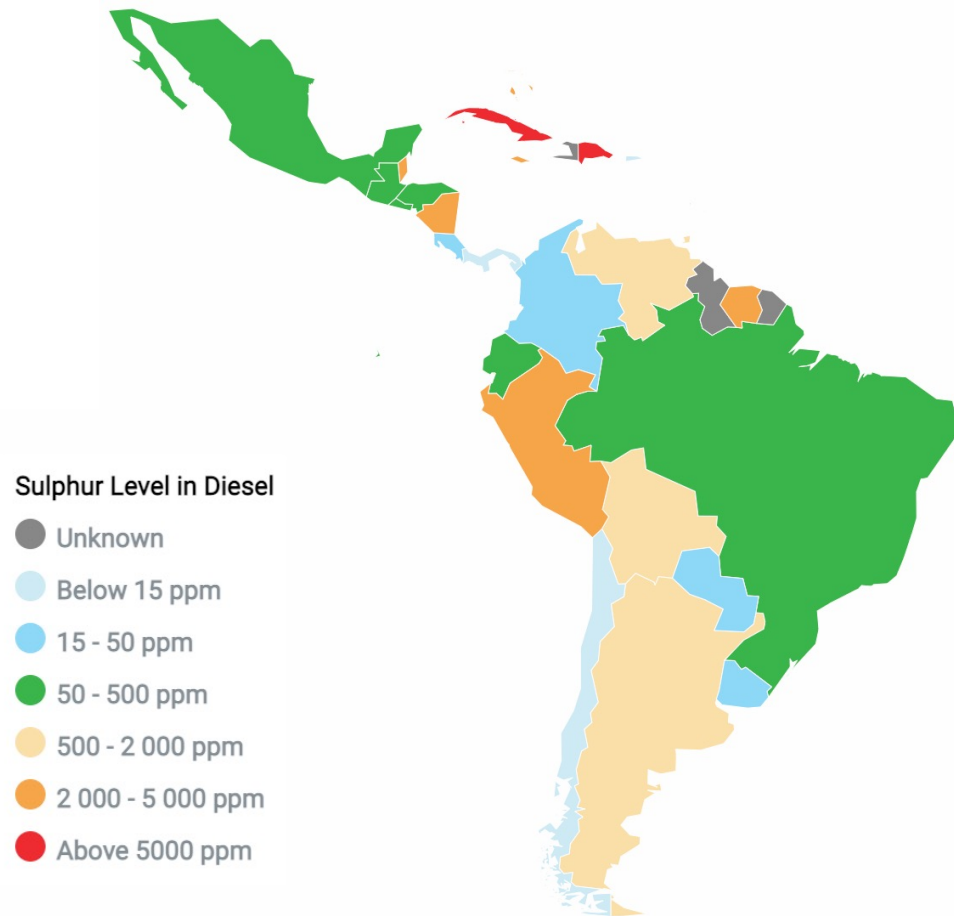 Sulphur Level in Diesel
Unknown
Below 15 ppm
15 - 50 ppm
50 - 500 ppm
500 - 2 000 ppm
2 000 - 5 000 ppm
Above 5000 ppm